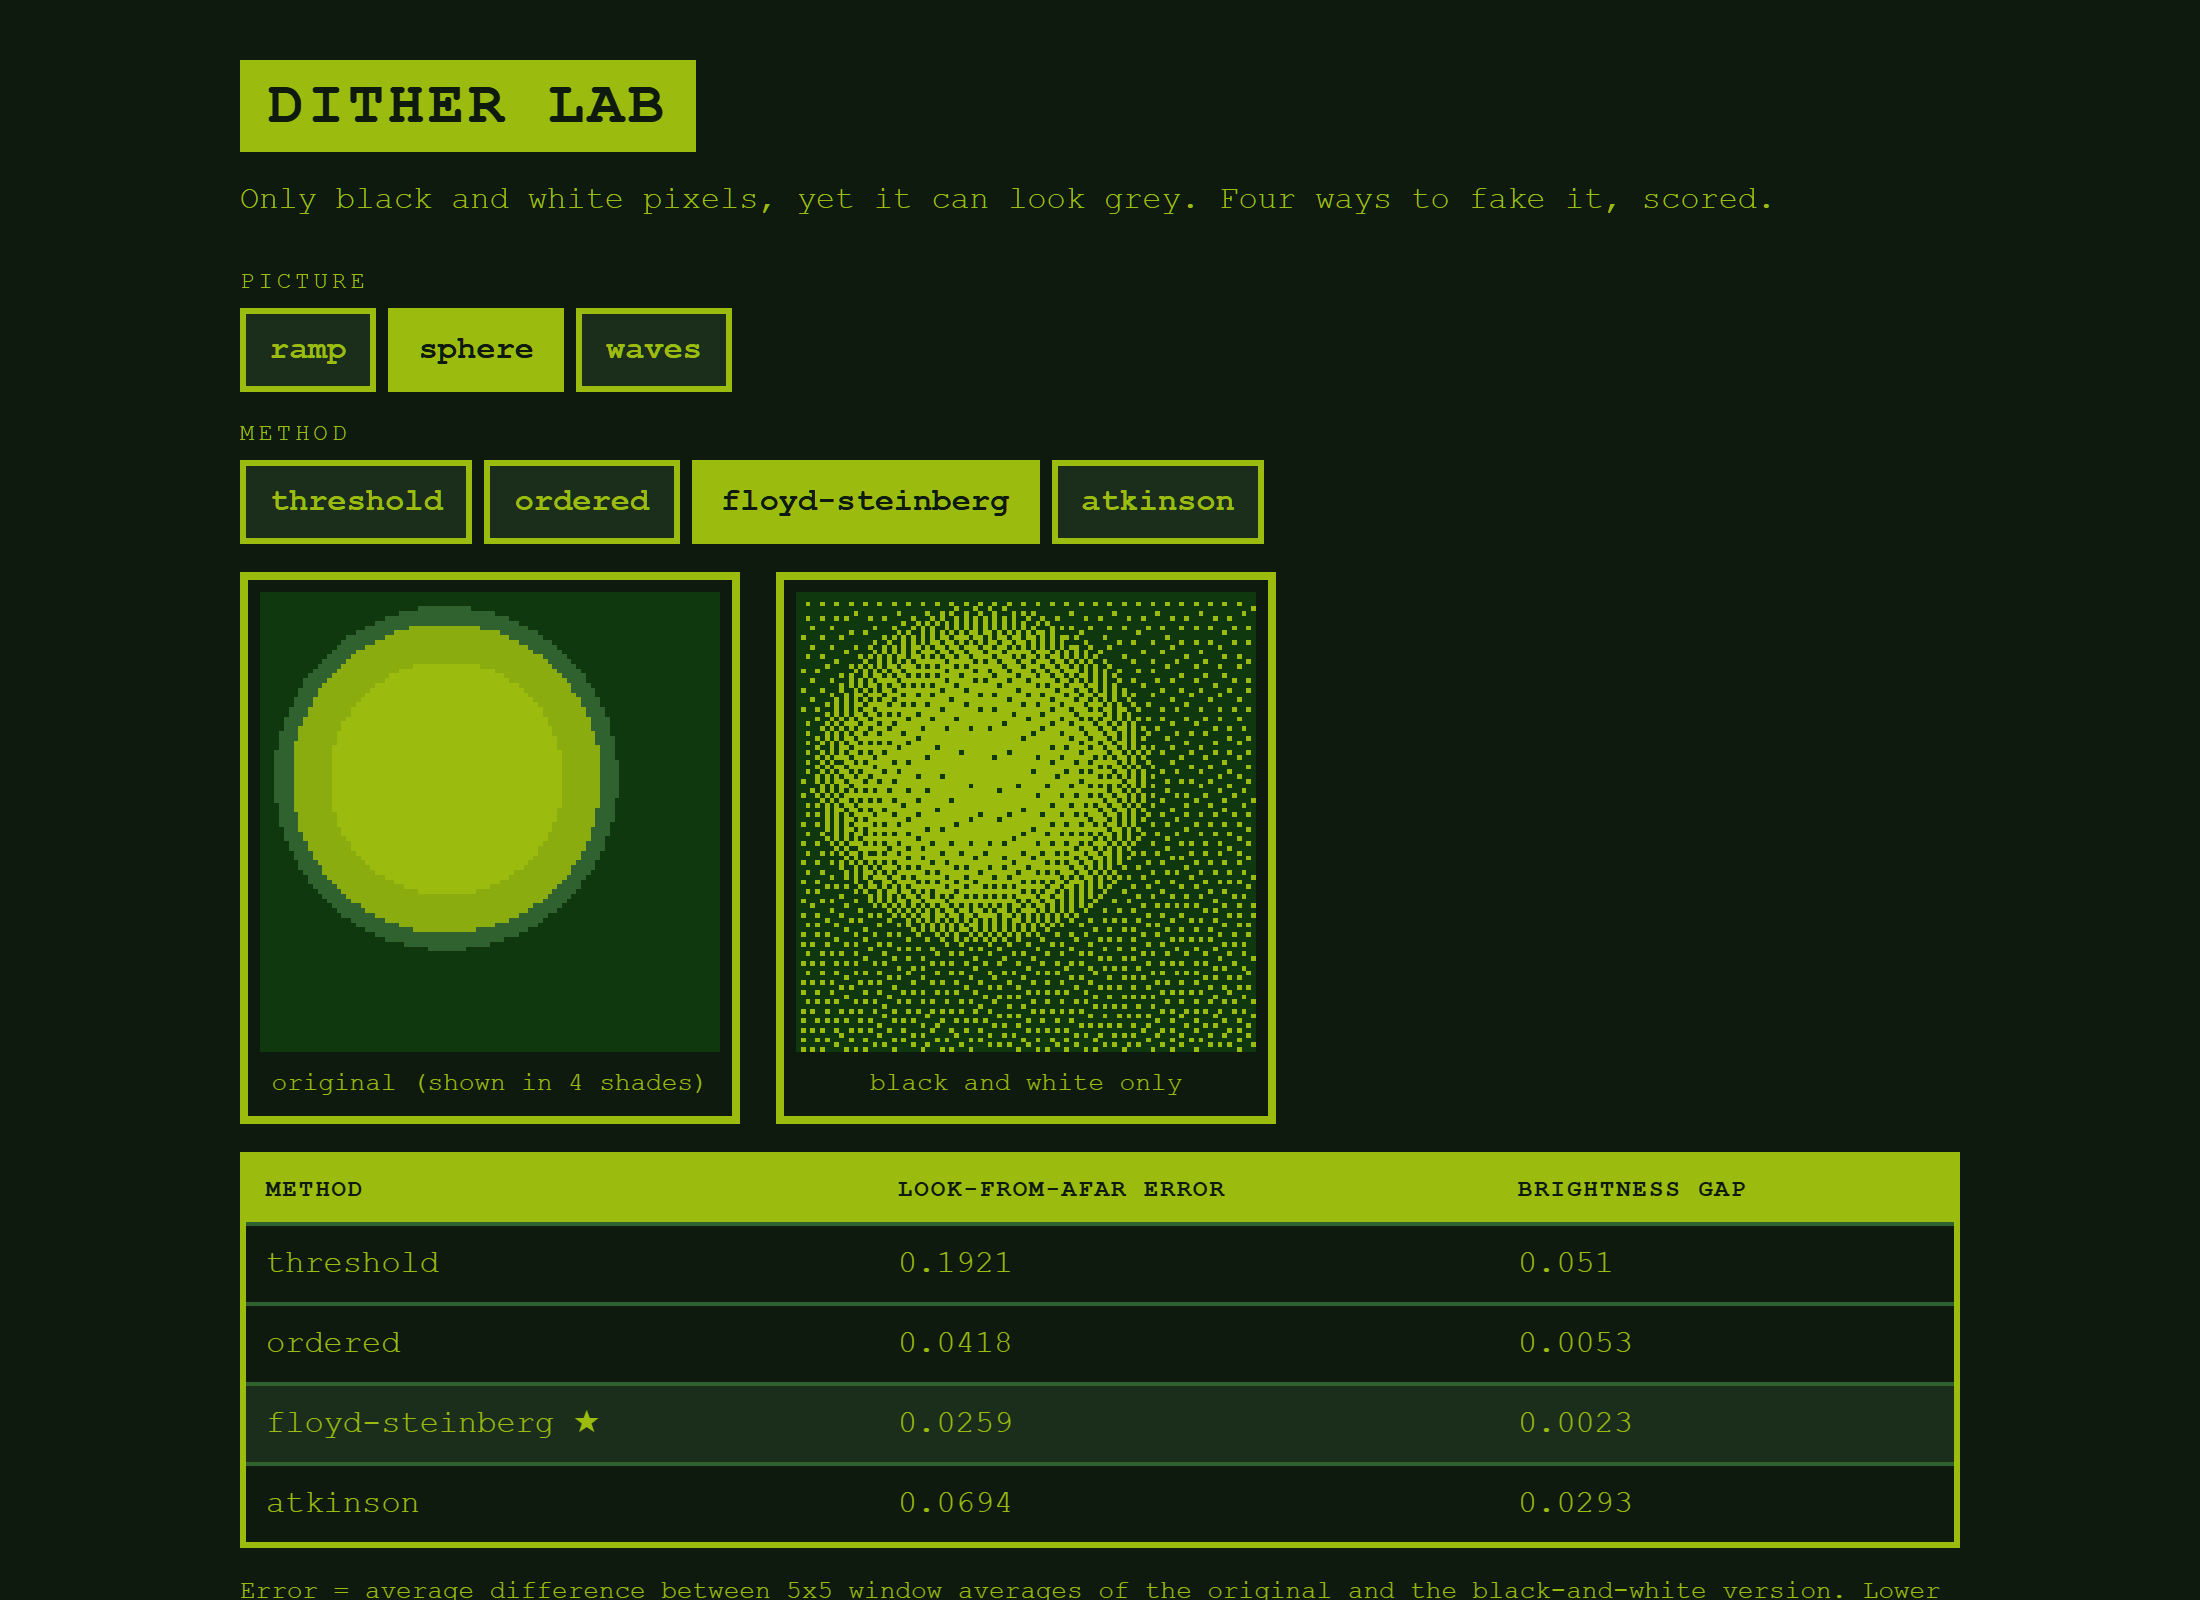 DITHER LAB
Only black and white pixels, yet it can look grey. Four ways to fake it, scored.
PICTURE
ramp sphere waves
METHOD
threshold ordered floyd-steinberg atkinson
original (shown in 4 shades) black and white only
METHOD LOOK-FROM-AFAR ERROR BRIGHTNESS GAP
threshold 0.1921 0.051
ordered 0.0418 0.0053
floyd-steinberg ★ 0.0259 0.0023
atkinson 0.0694 0.0293
Error = average difference between 5x5 window averages of the original and the black-and-white version. Lower